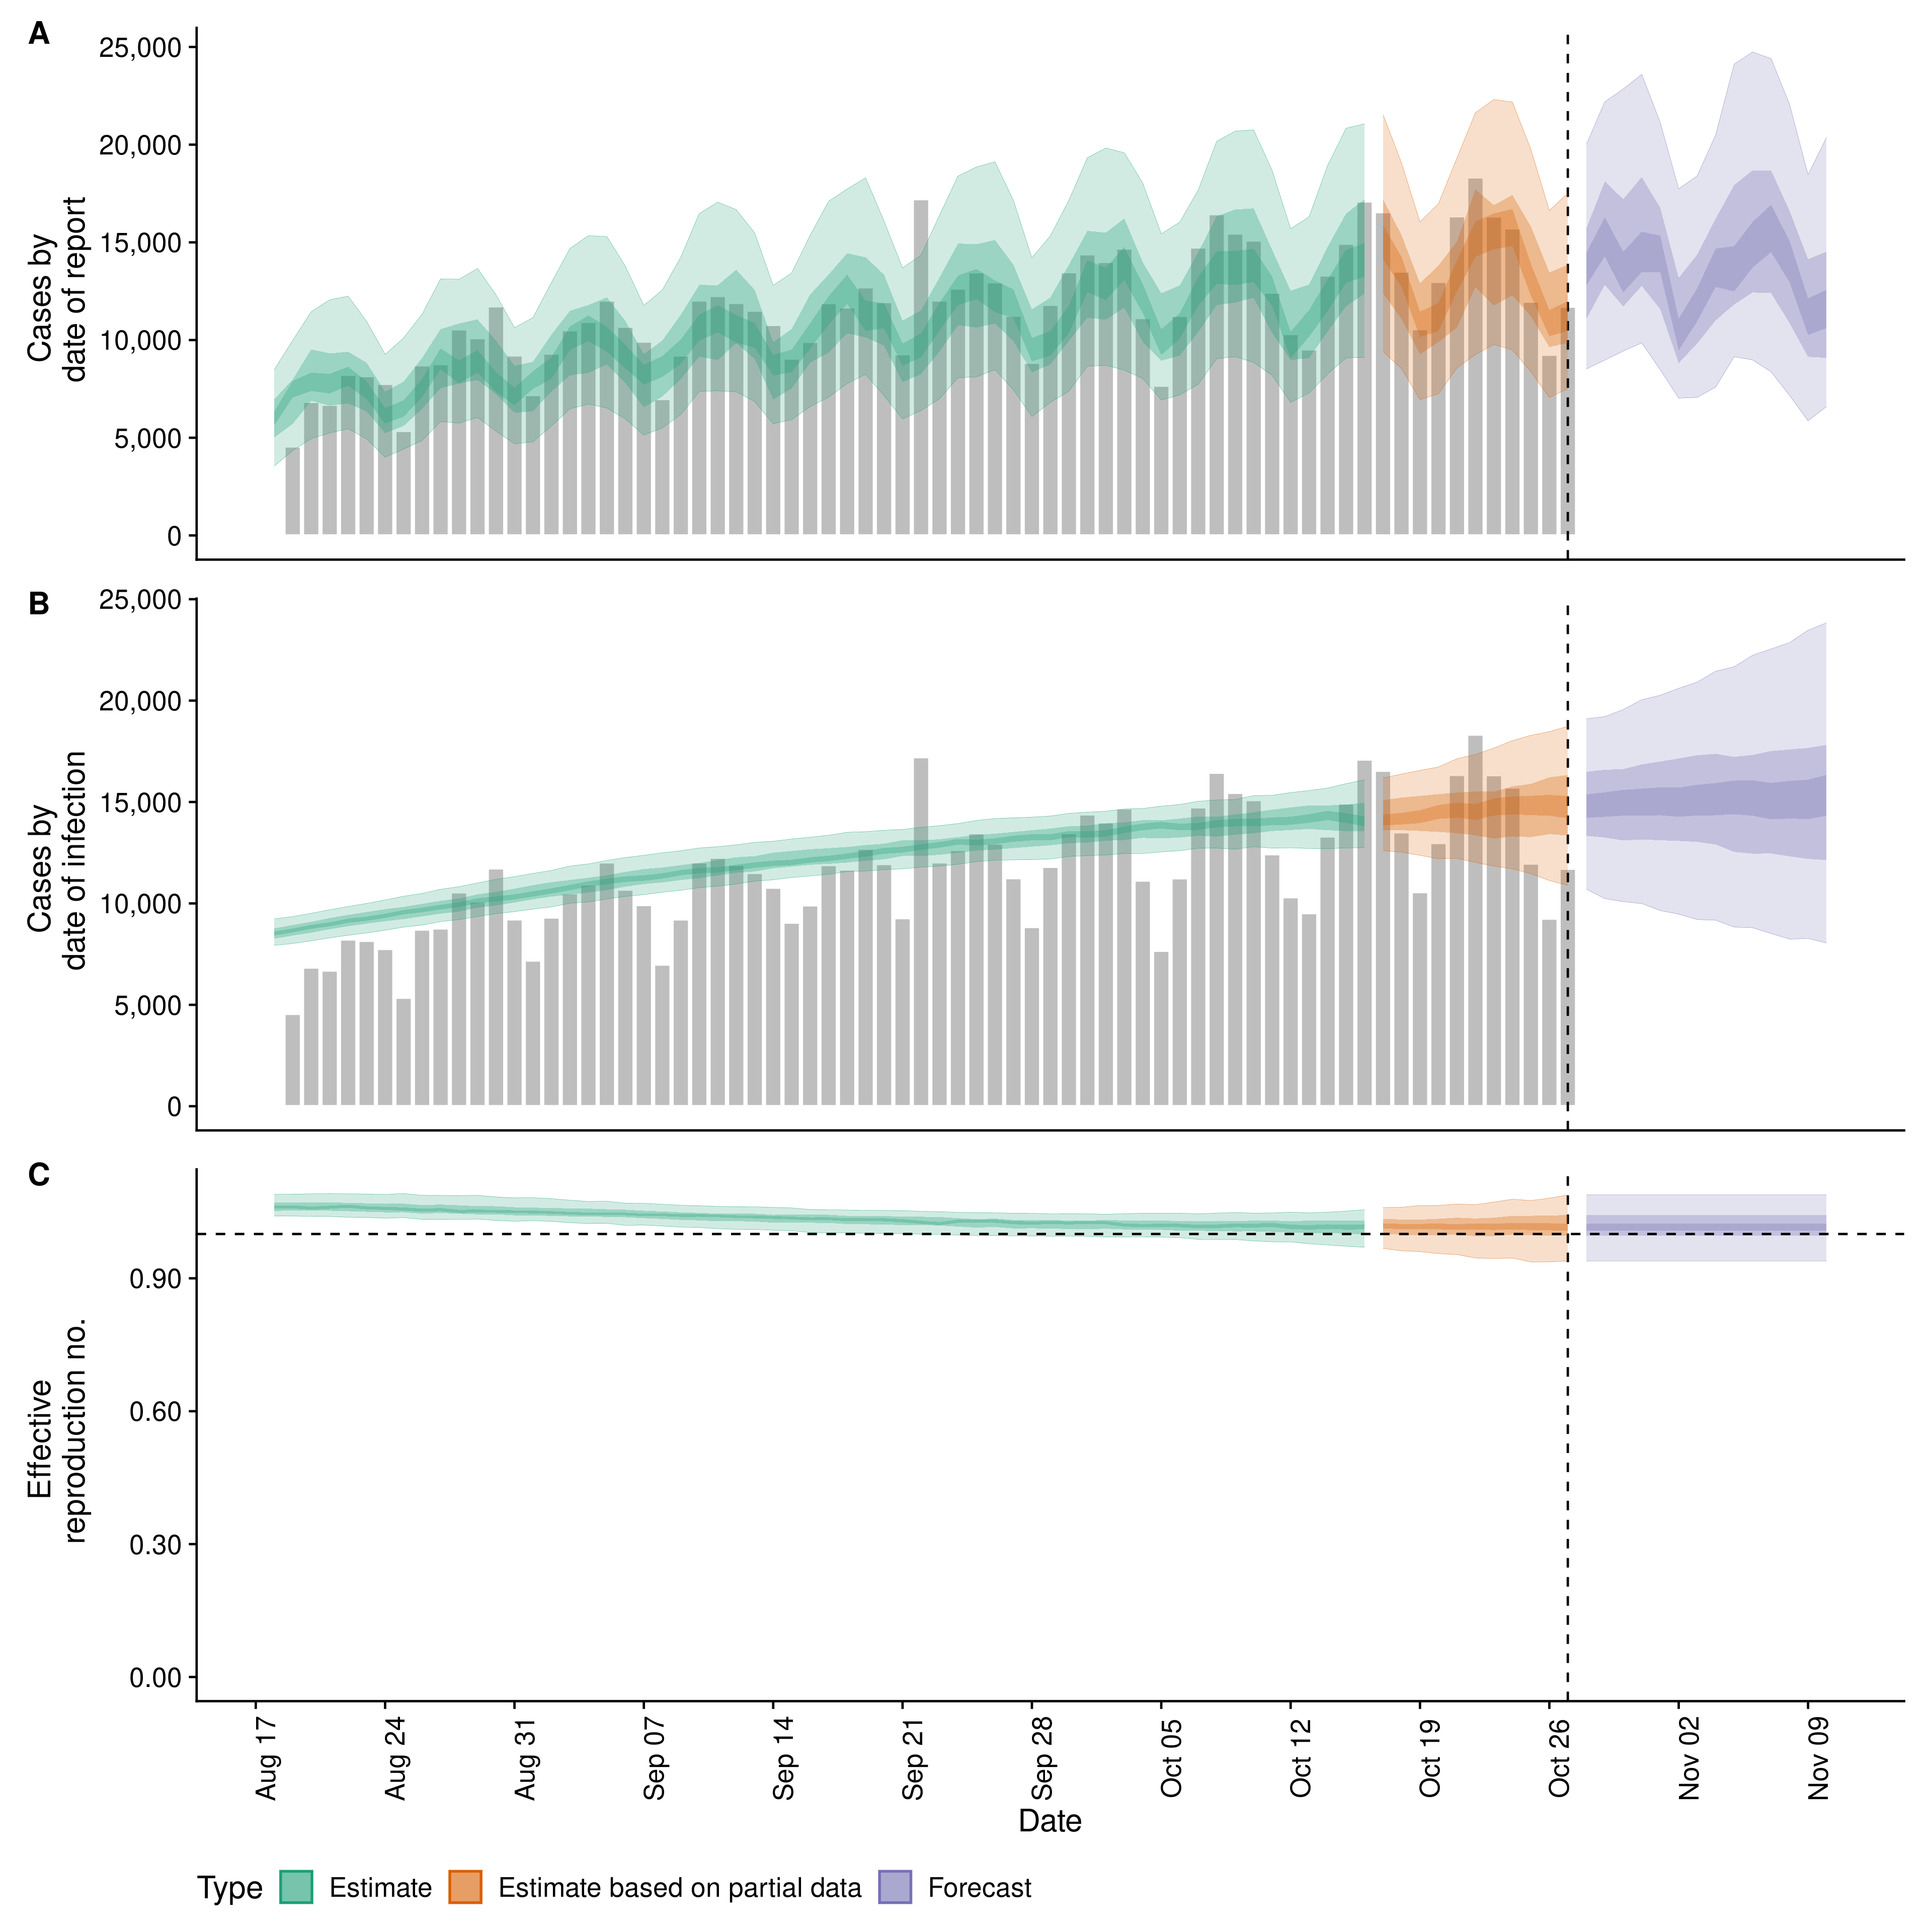 A
25,000
20,000
15,000
10,000
5,000
0
Cases by
date of report
B
25,000
20,000
15,000
10,000
5,000
0
Cases by
date of infection
C
0.90
0.60
0.30
0.00
Effective
reproduction no.
Aug 17
Aug 24
Aug 31
Sep 07
Sep 14
Sep 21
Sep 28
Oct 05
Oct 12
Oct 19
Oct 26
Nov 02
Nov 09
Date
Type Estimate Estimate based on partial data Forecast